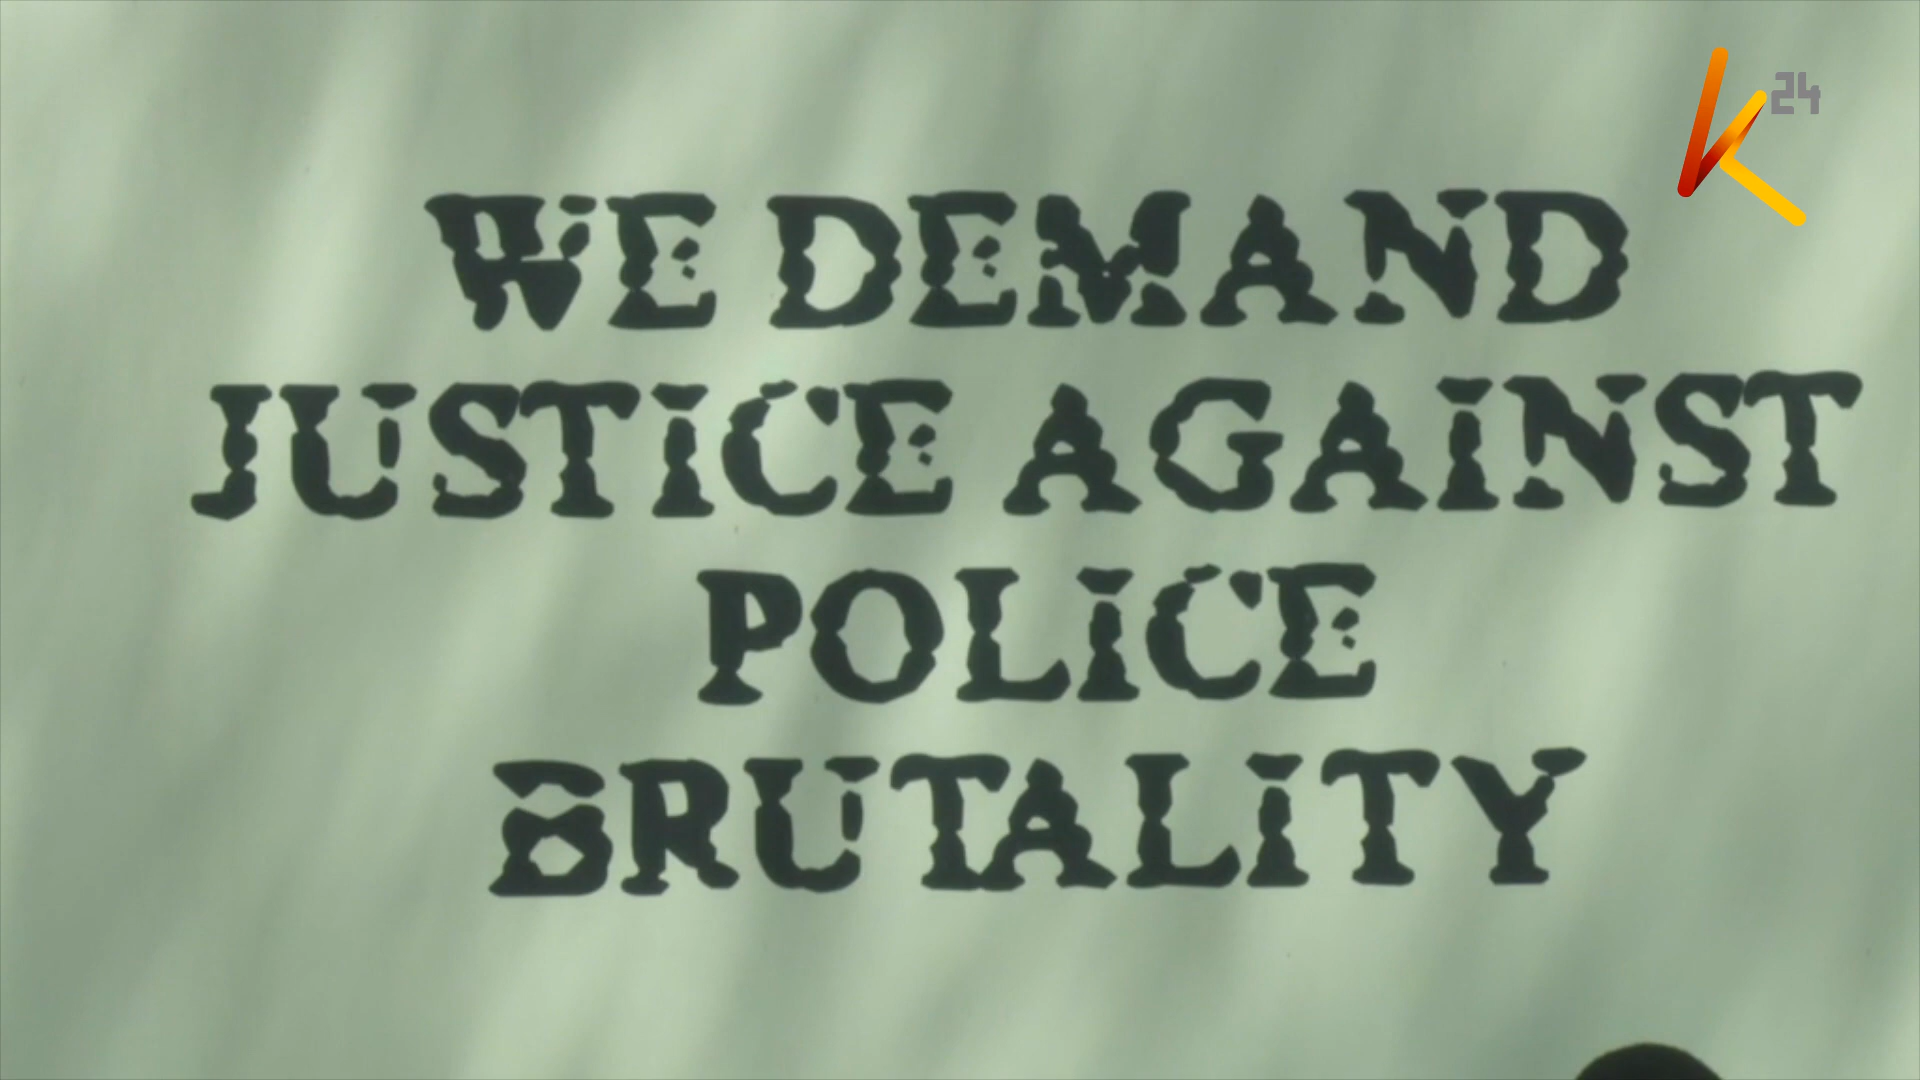 K24
WE DEMAND
JUSTICE AGAINST
POLICE
BRUTALITY